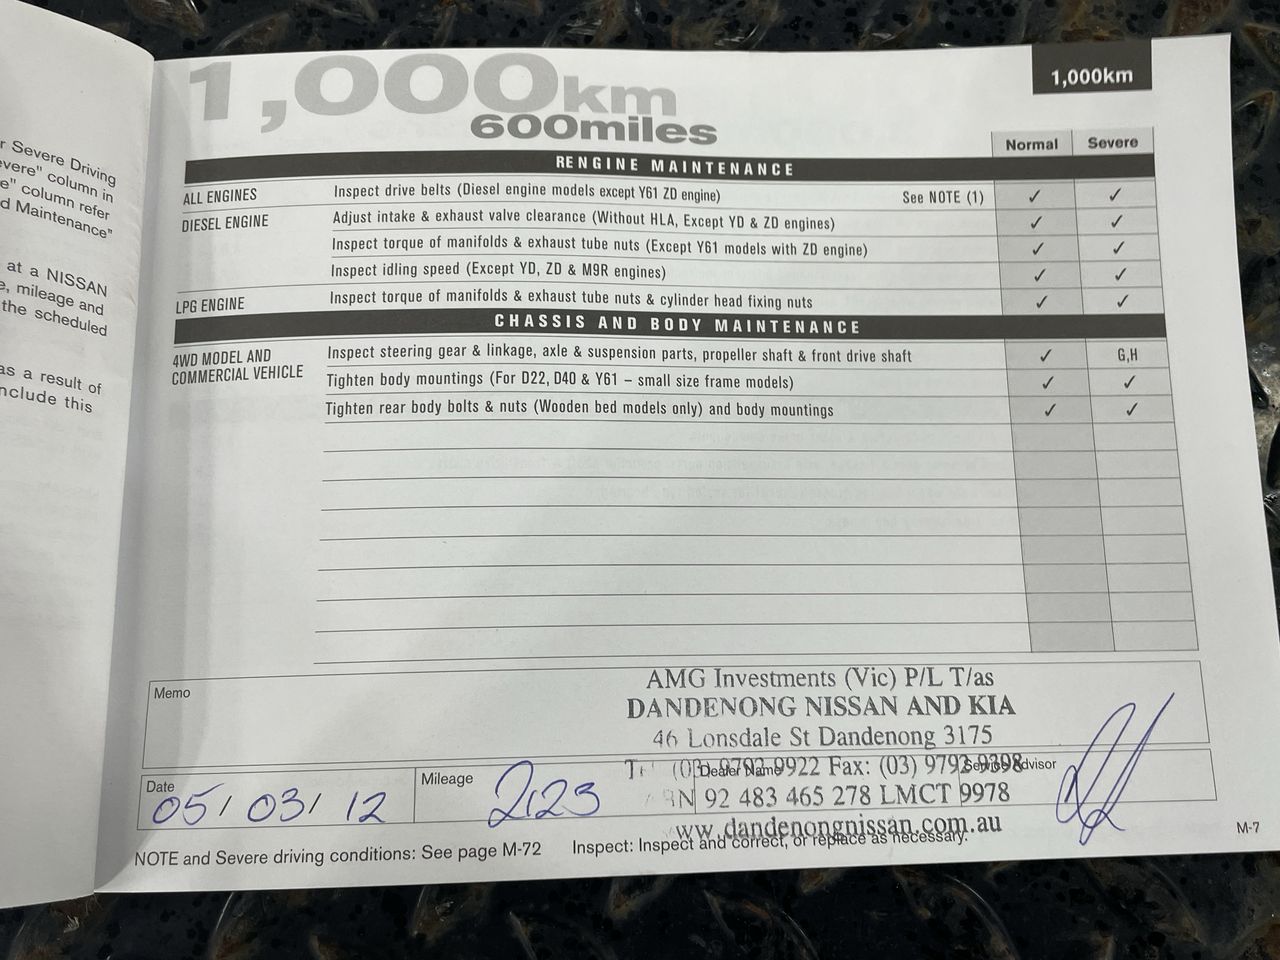 r Severe Driving
evere" column in
e" column refer
d Maintenance"
at a NISSAN
e, mileage and
the scheduled
as a result of
nclude this
1,000km
600miles
1,000km
Normal Severe
RENGINE MAINTENANCE
ALL ENGINES Inspect drive belts (Diesel engine models except Y61 ZD engine) See NOTE (1) ✓ ✓
DIESEL ENGINE Adjust intake & exhaust valve clearance (Without HLA, Except YD & ZD engines) ✓ ✓
Inspect torque of manifolds & exhaust tube nuts (Except Y61 models with ZD engine) ✓ ✓
Inspect idling speed (Except YD, ZD & M9R engines) ✓ ✓
LPG ENGINE Inspect torque of manifolds & exhaust tube nuts & cylinder head fixing nuts ✓ ✓
CHASSIS AND BODY MAINTENANCE
4WD MODEL AND Inspect steering gear & linkage, axle & suspension parts, propeller shaft & front drive shaft ✓ G,H
COMMERCIAL VEHICLE
Tighten body mountings (For D22, D40 & Y61 – small size frame models) ✓ ✓
Tighten rear body bolts & nuts (Wooden bed models only) and body mountings ✓ ✓
Memo
AMG Investments (Vic) P/L T/as
DANDENONG NISSAN AND KIA
46 Lonsdale St Dandenong 3175
(03) 9792 9922 Fax: (03) 9792 9398
92 483 465 278 LMCT 9978
www.dandenongnissan.com.au
Date Mileage Dealer Name Service Advisor
05/ 03/ 12 2123
NOTE and Severe driving conditions: See page M-72 Inspect: Inspect and correct, or replace as necessary.
M-7